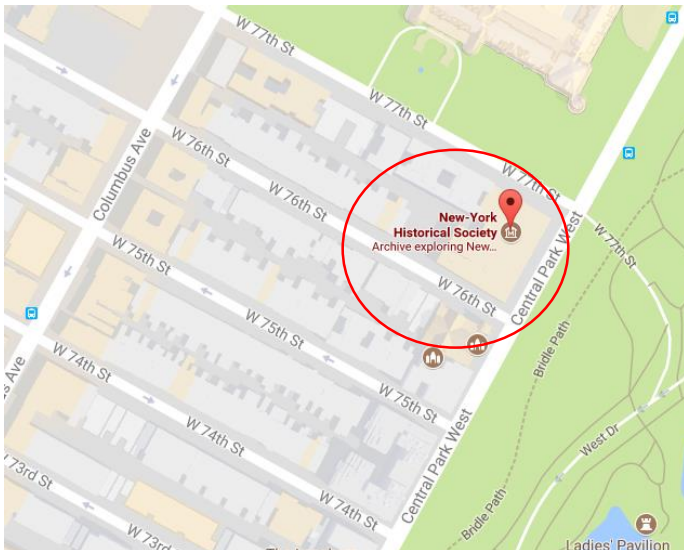 W 77th St
W 77th St
W 76th St
Columbus Ave
W 76th St
W 77th St
New-York
Historical Society
Archive exploring New...
W 77th St
Central Park West
W 75th St
W 76th St
W 75th St
Bridle Path
W 74th St
W 75th St
s Ave
W 74th St
Central Park West
West Dr
W 73rd St
W 74th St
Bridle Path
W 73rd
Ladies' Pavilion